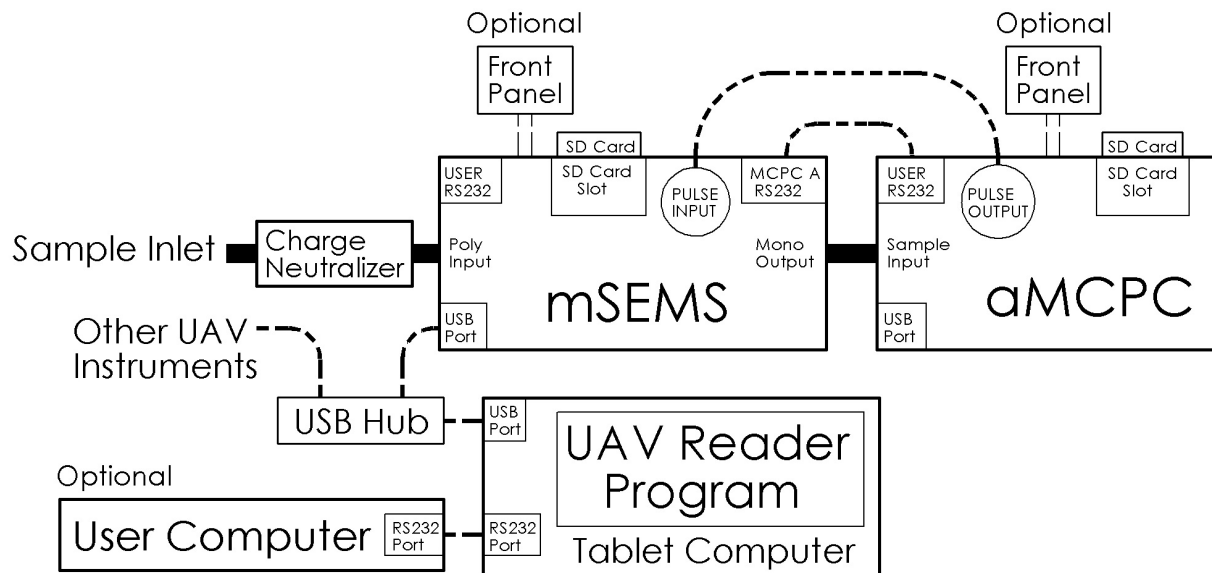 Optional
Front
Panel
Optional
Front
Panel
SD Card
SD Card
USER
RS232
SD Card
Slot
PULSE
INPUT
MCPC A
RS232
USER
RS232
PULSE
OUTPUT
SD Card
Slot
Sample Inlet
Charge
Neutralizer
Poly
Input
Mono
Output
Sample
Input
mSEMS
aMCPC
USB
Port
USB
Port
Other UAV
Instruments
USB Hub
USB
Port
UAV Reader
Program
Optional
User Computer
RS232
Port
RS232
Port
Tablet Computer